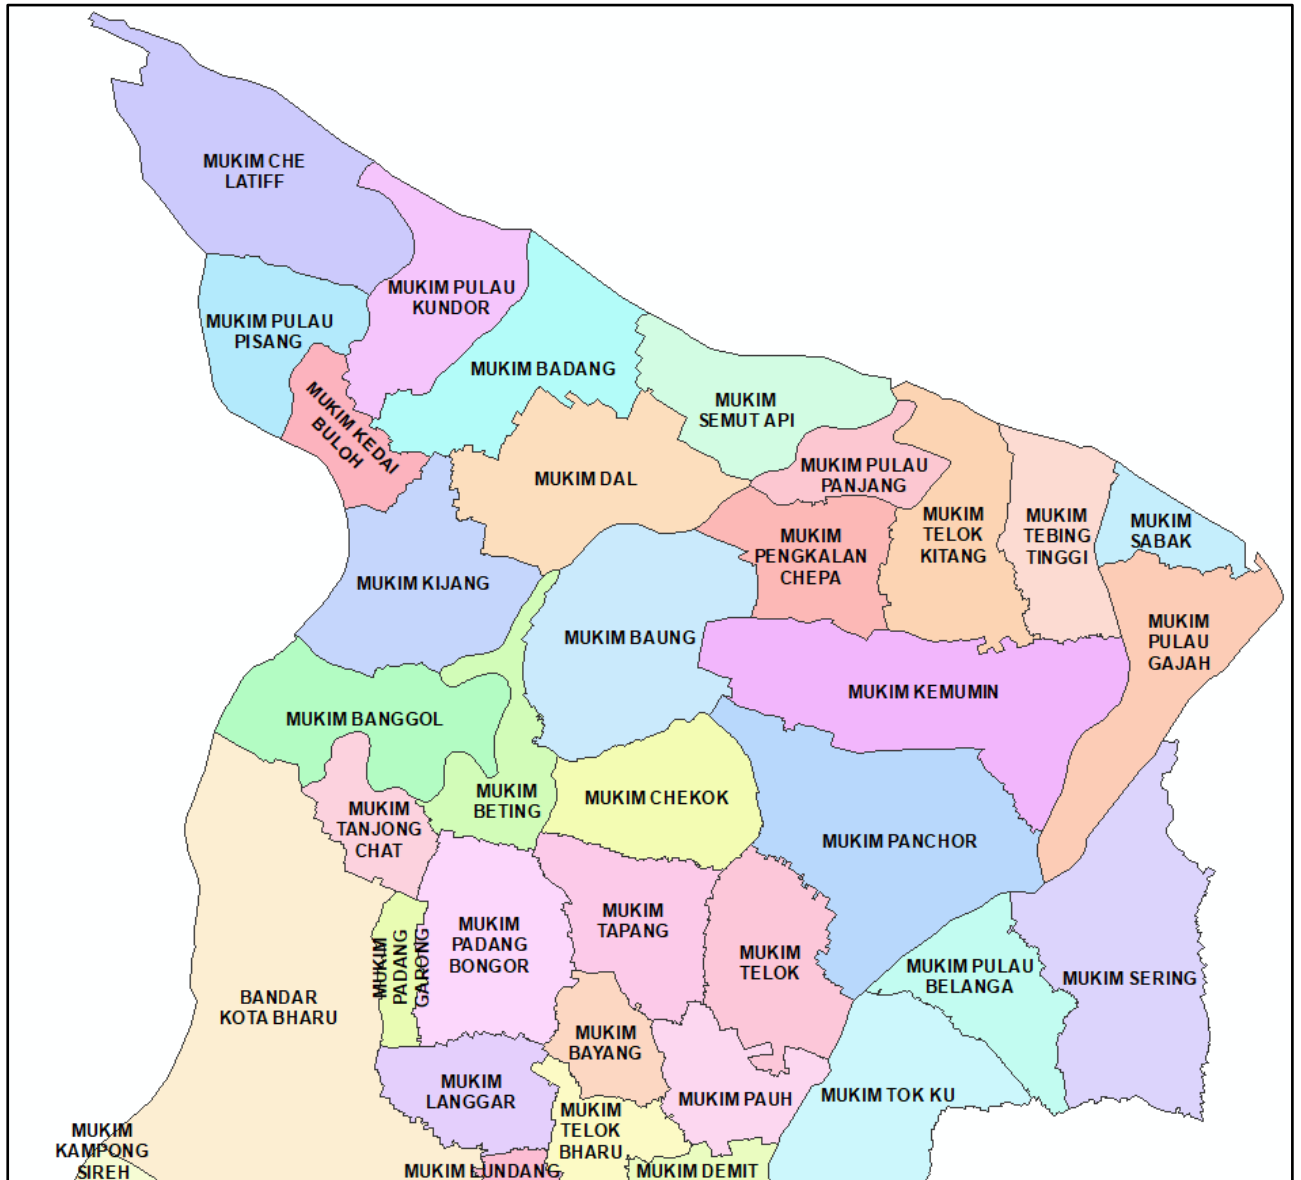 MUKIM CHE
LATIFF
MUKIM PULAU
KUNDOR
MUKIM PULAU
PISANG
MUKIM BADANG
MUKIM KEDAI
BULOH
MUKIM
SEMUT API
MUKIM DAL
MUKIM PULAU
PANJANG
MUKIM
PENGKALAN
CHEPA
MUKIM
TELOK
KITANG
MUKIM
TEBING
TINGGI
MUKIM
SABAK
MUKIM KIJANG
MUKIM BAUNG
MUKIM
PULAU
GAJAH
MUKIM KEMUMIN
MUKIM BANGGOL
MUKIM
BETING
MUKIM CHEKOK
MUKIM
TANJONG
CHAT
MUKIM PANCHOR
MUKIM
PADANG
GARONG
MUKIM
PADANG
BONGOR
MUKIM
TAPANG
MUKIM
TELOK
MUKIM PULAU
BELANGA
MUKIM SERING
BANDAR
KOTA BHARU
MUKIM
BAYANG
MUKIM
LANGGAR
MUKIM PAUH
MUKIM TOK KU
MUKIM
TELOK
BHARU
MUKIM
KAMPONG
SIREH
MUKIM LUNDANG
MUKIM DEMIT